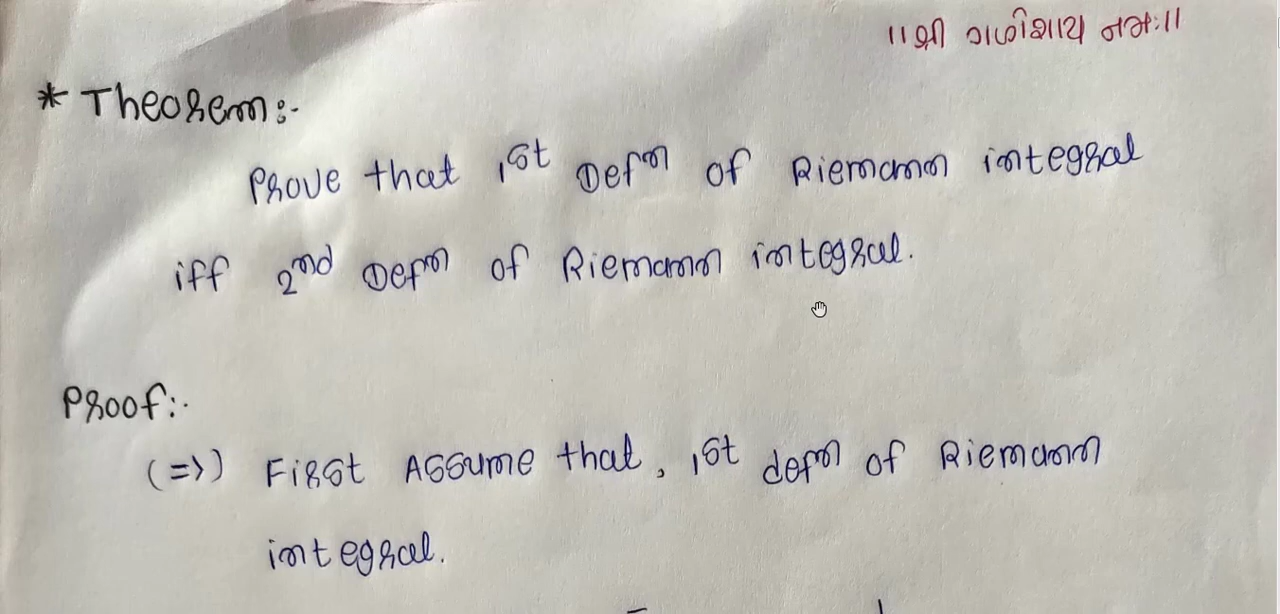 ॥શ્રી ગણેશાય નમઃ॥
* Theorem:-
Prove that 1st Defn of Riemann integral
iff 2nd Defn of Riemann integral.
Proof:-
(=>) First Assume that, 1st defn of Riemann
integral.